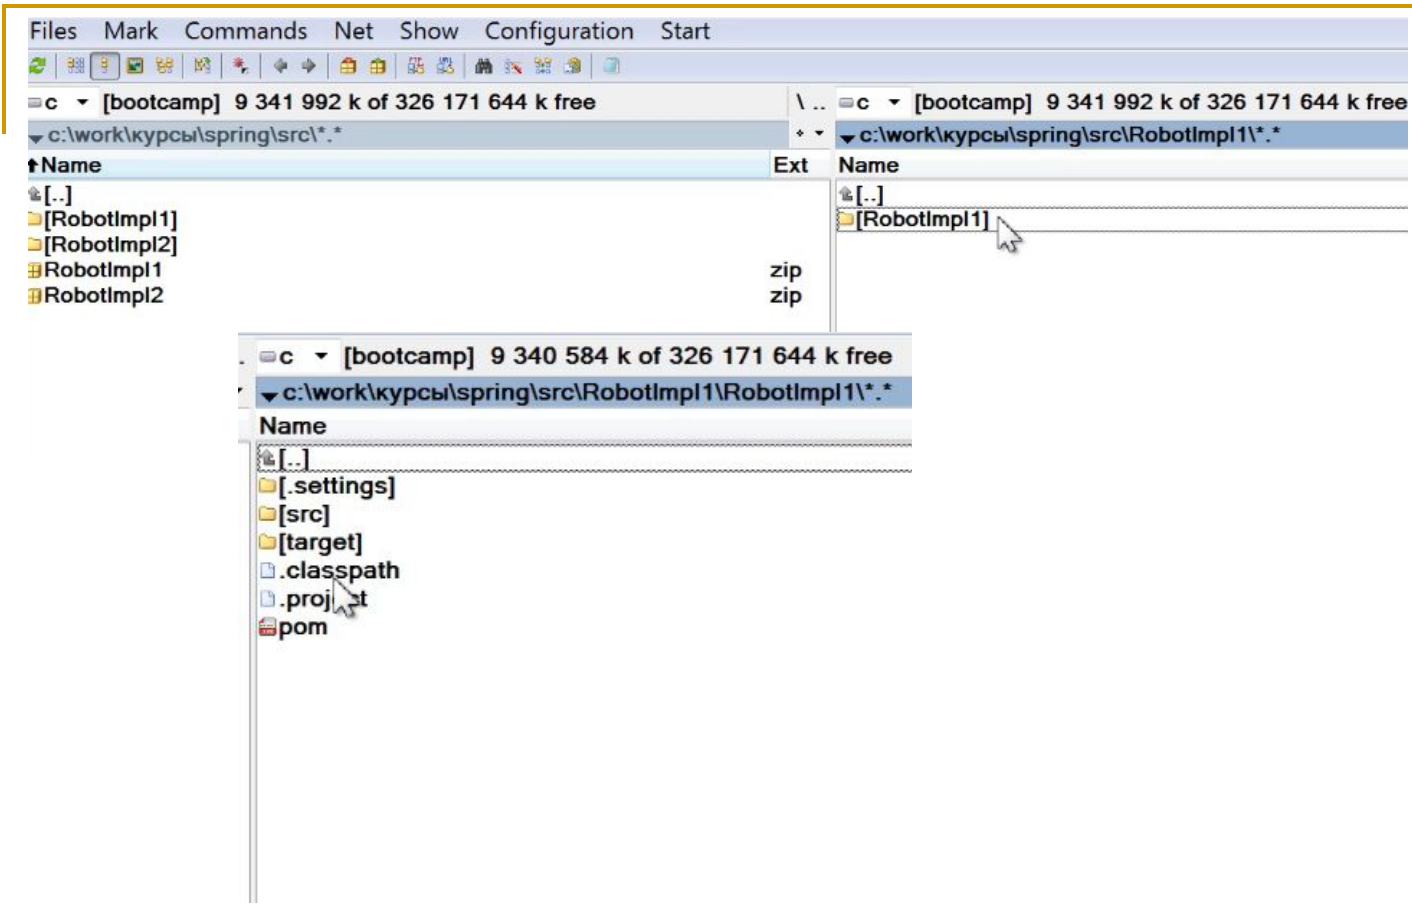 Files Mark Commands Net Show Configuration Start
c [bootcamp] 9 341 992 k of 326 171 644 k free \ ..
c:\work\курсы\spring\src\*.* * 
Name Ext
[..]
[RobotImpl1]
[RobotImpl2]
RobotImpl1 zip
RobotImpl2 zip
c [bootcamp] 9 341 992 k of 326 171 644 k free
c:\work\курсы\spring\src\RobotImpl1\*.*
Name
[..]
[RobotImpl1]
c [bootcamp] 9 340 584 k of 326 171 644 k free
c:\work\курсы\spring\src\RobotImpl1\RobotImpl1\*.*
Name
[..]
[.settings]
[src]
[target]
.classpath
.project
pom